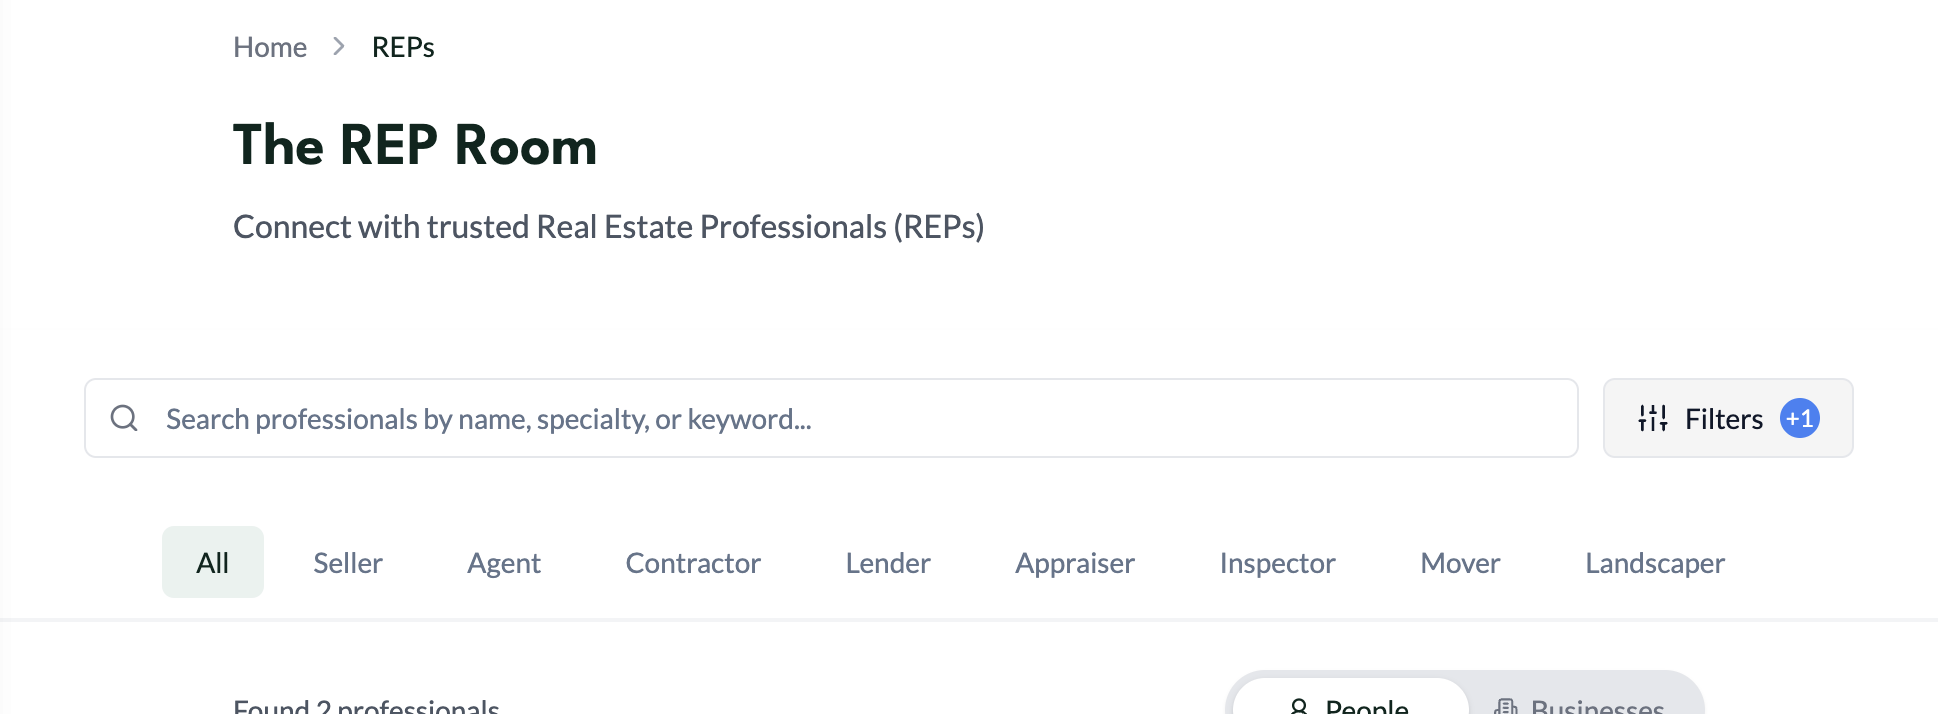 Home > REPs
The REP Room
Connect with trusted Real Estate Professionals (REPs)
Search professionals by name, specialty, or keyword...
Filters +1
All Seller Agent Contractor Lender Appraiser Inspector Mover Landscaper
Found 2 professionals
People Businesses